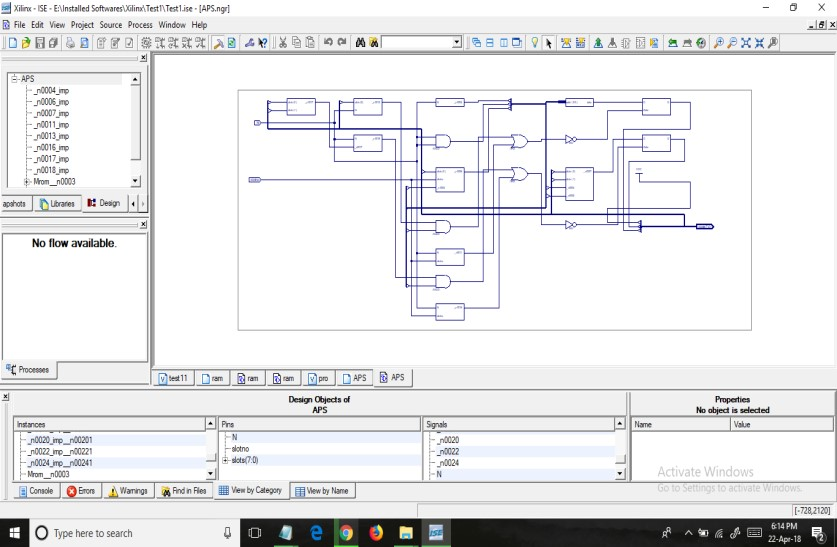 Xilinx - ISE - E:\Installed Softwares\Xilinx\Test1\Test1.ise - [APS.ngr]
File Edit View Project Source Process Window Help
APS
_n0004_imp
_n0006_imp
_n0007_imp
_n0011_imp
_n0013_imp
_n0016_imp
_n0017_imp
_n0018_imp
Mrom__n0003
apshots Libraries Design
No flow available.
Processes
test11 ram ram ram pro APS APS
Design Objects of
APS
Properties
No object is selected
Instances Pins Signals Name Value
_n0020_imp__n00201
_n0022_imp__n00221
_n0024_imp__n00241
Mrom__n0003
N
slotno
slots(7:0)
_n0020
_n0022
_n0024
N
Activate Windows
Go to Settings to activate Windows.
Console Errors Warnings Find in Files View by Category View by Name
[-728,2120]
Type here to search
ISE
6:14 PM
22-Apr-18
2